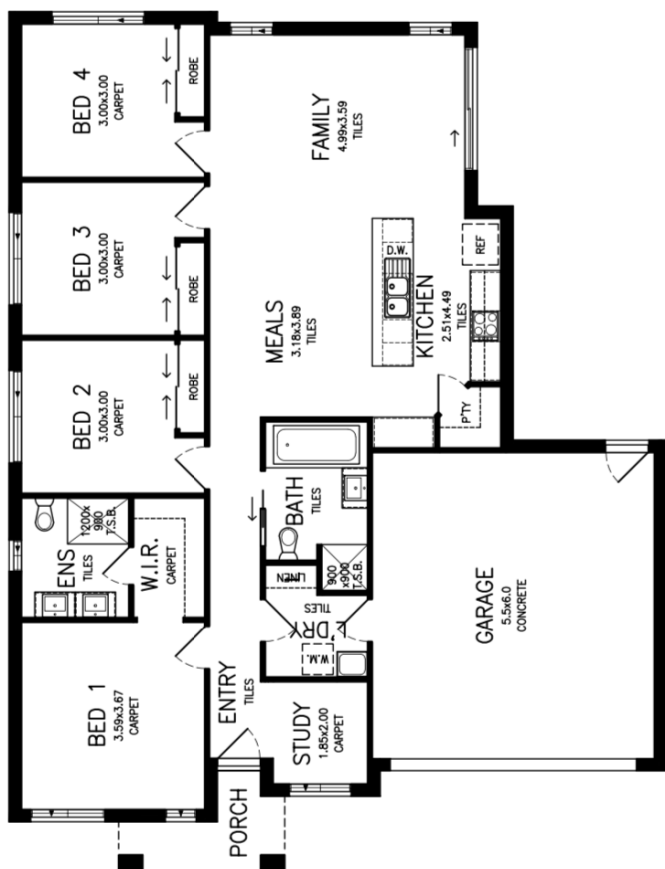 BED 4
3.00x3.00
CARPET
ROBE
FAMILY
4.99x3.59
TILES
BED 3
3.00x3.00
CARPET
ROBE
D.W.
REF
KITCHEN
2.51x4.49
TILES
MEALS
3.18x3.89
TILES
BED 2
3.00x3.00
CARPET
ROBE
P'TY
BATH
TILES
1200x
900
T.S.B.
ENS
TILES
W.I.R.
CARPET
LINEN
900
x900
T.S.B.
L'DRY
TILES
W.M.
GARAGE
5.5x6.0
CONCRETE
BED 1
3.59x3.67
CARPET
ENTRY
TILES
STUDY
1.85x2.00
CARPET
PORCH